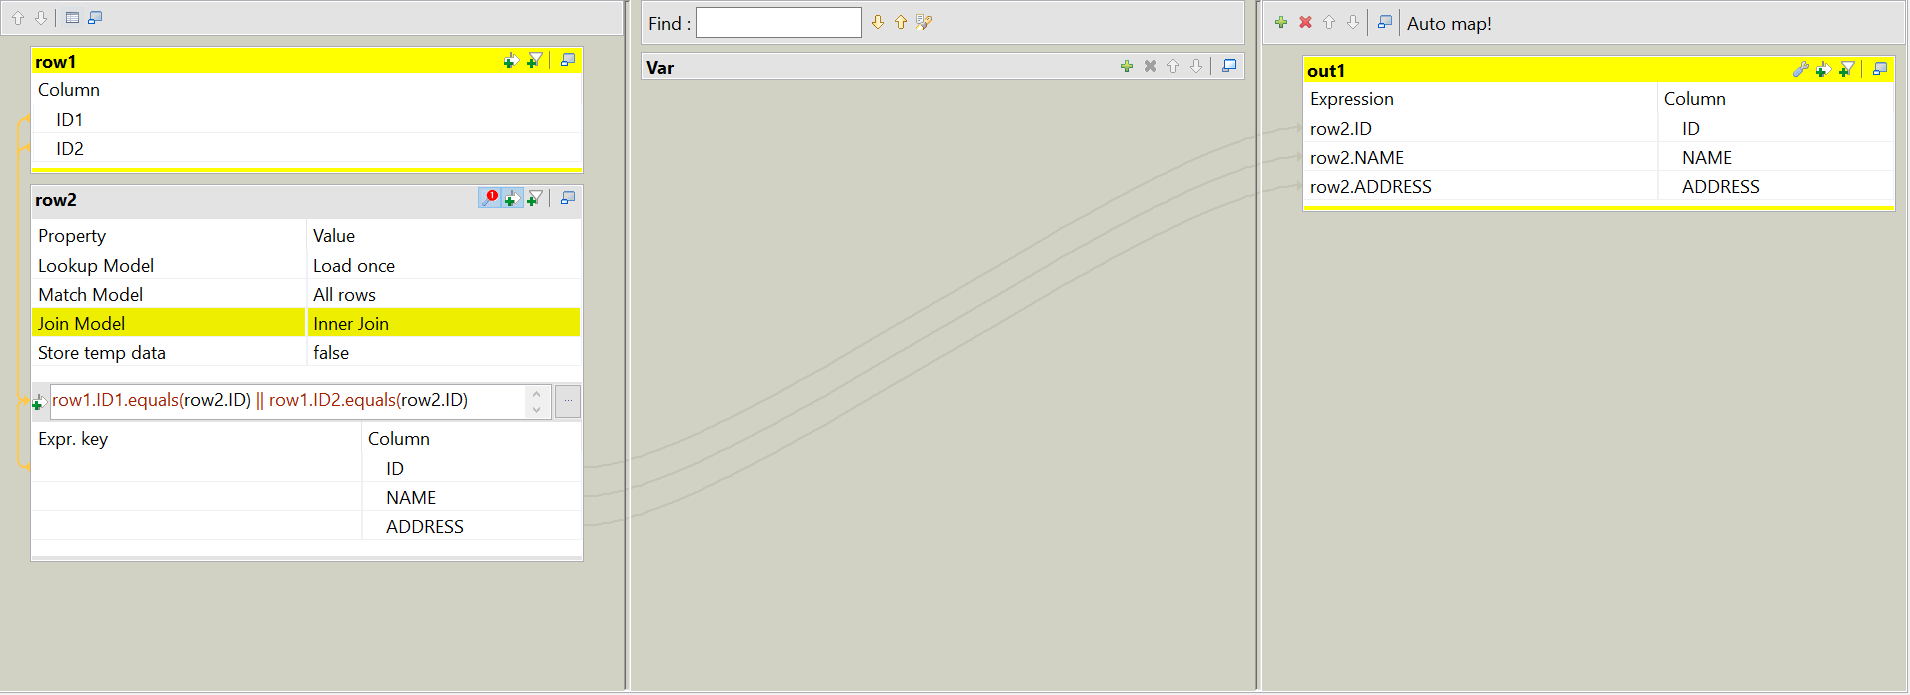 Find :
Auto map!
row1
Column
ID1
ID2
row2
Property Value
Lookup Model Load once
Match Model All rows
Join Model Inner Join
Store temp data false
row1.ID1.equals(row2.ID) || row1.ID2.equals(row2.ID)
...
Expr. key Column
ID
NAME
ADDRESS
Var
out1
Expression Column
row2.ID ID
row2.NAME NAME
row2.ADDRESS ADDRESS